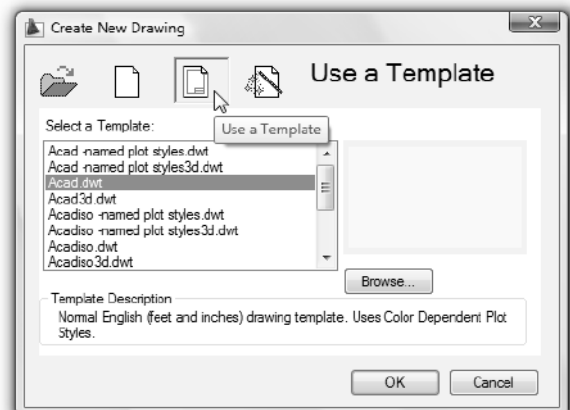 Create New Drawing
Use a Template
Select a Template:
Use a Template
Acad -named plot styles.dwt
Acad -named plot styles3d.dwt
Acad.dwt
Acad3d.dwt
Acadiso -named plot styles.dwt
Acadiso -named plot styles3d.dwt
Acadiso.dwt
Acadiso3d.dwt
Browse...
Template Description
Normal English (feet and inches) drawing template. Uses Color Dependent Plot
Styles.
OK
Cancel